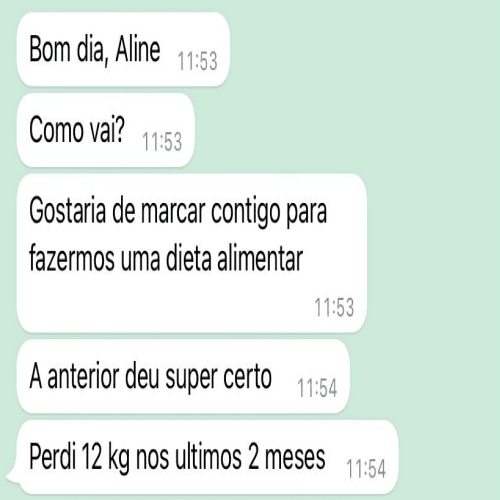 Bom dia, Aline 11:53
Como vai? 11:53
Gostaria de marcar contigo para
fazermos uma dieta alimentar
11:53
A anterior deu super certo 11:54
Perdi 12 kg nos ultimos 2 meses 11:54